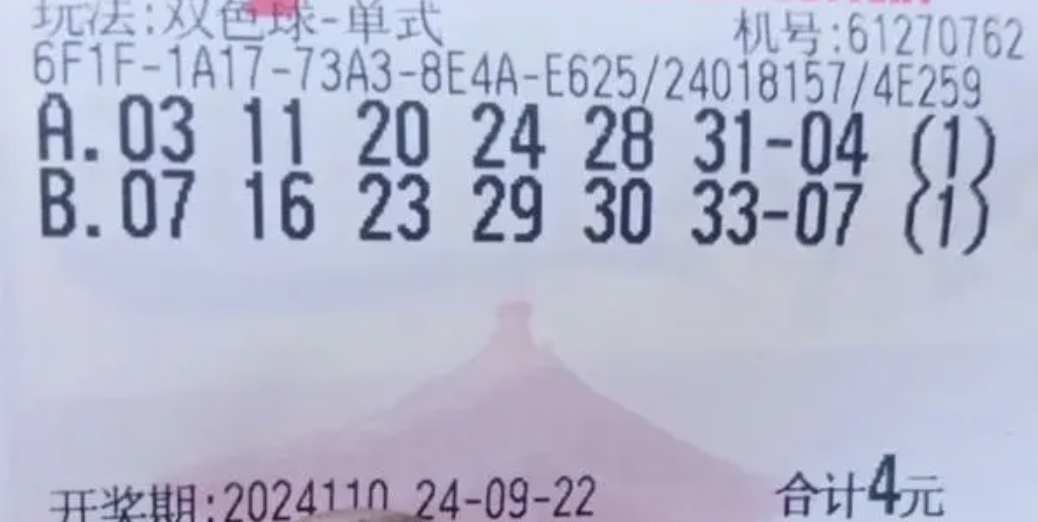 玩法:双色球-单式 机号:61270762
6F1F-1A17-73A3-8E4A-E625/24018157/4E259
A.03 11 20 24 28 31-04 (1)
B.07 16 23 29 30 33-07 (1)
开奖期:2024110 24-09-22 合计4元